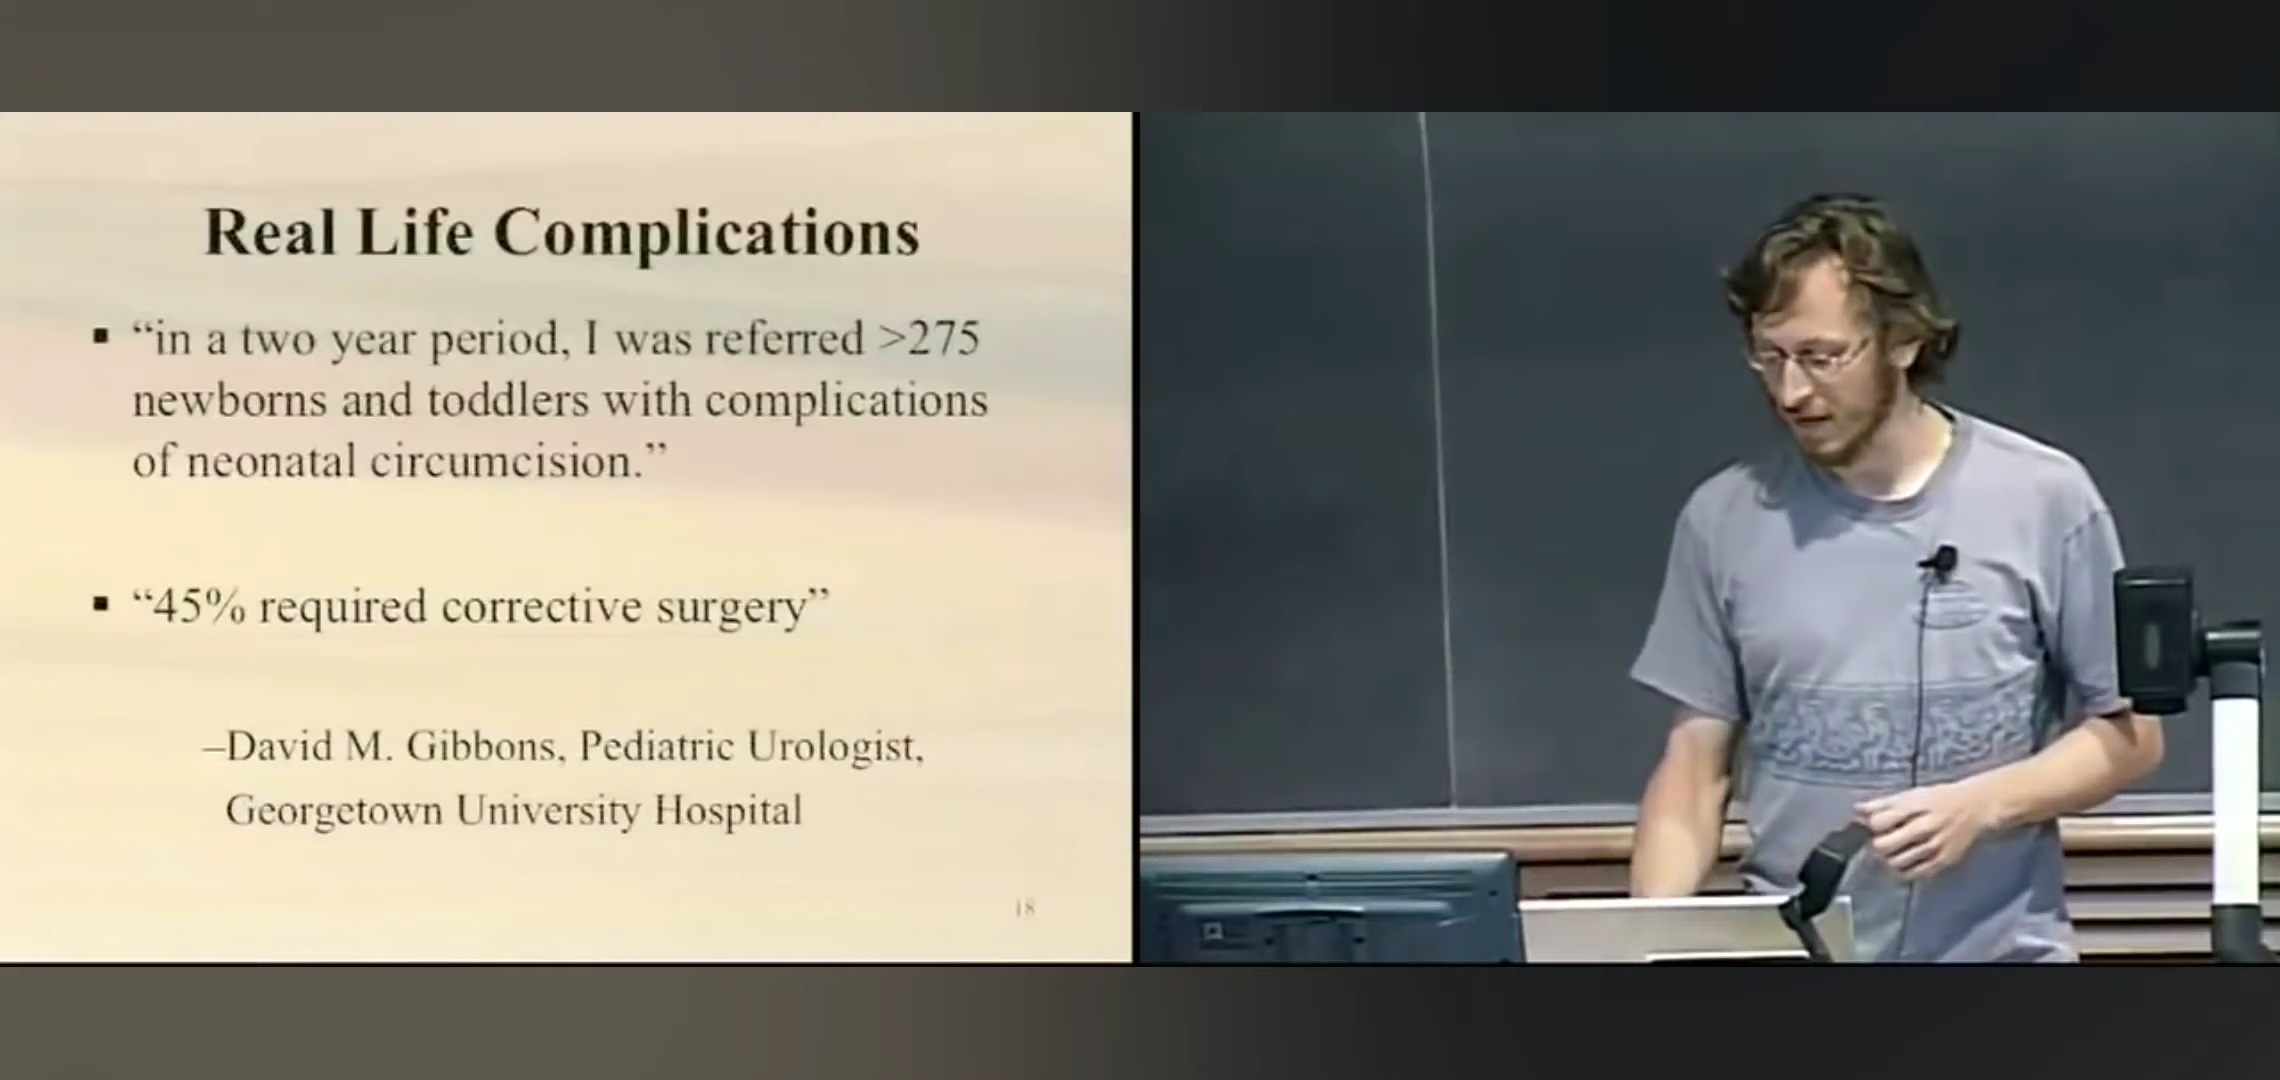 Real Life Complications
▪ “in a two year period, I was referred >275
newborns and toddlers with complications
of neonatal circumcision.”
▪ “45% required corrective surgery”
–David M. Gibbons, Pediatric Urologist,
Georgetown University Hospital
18